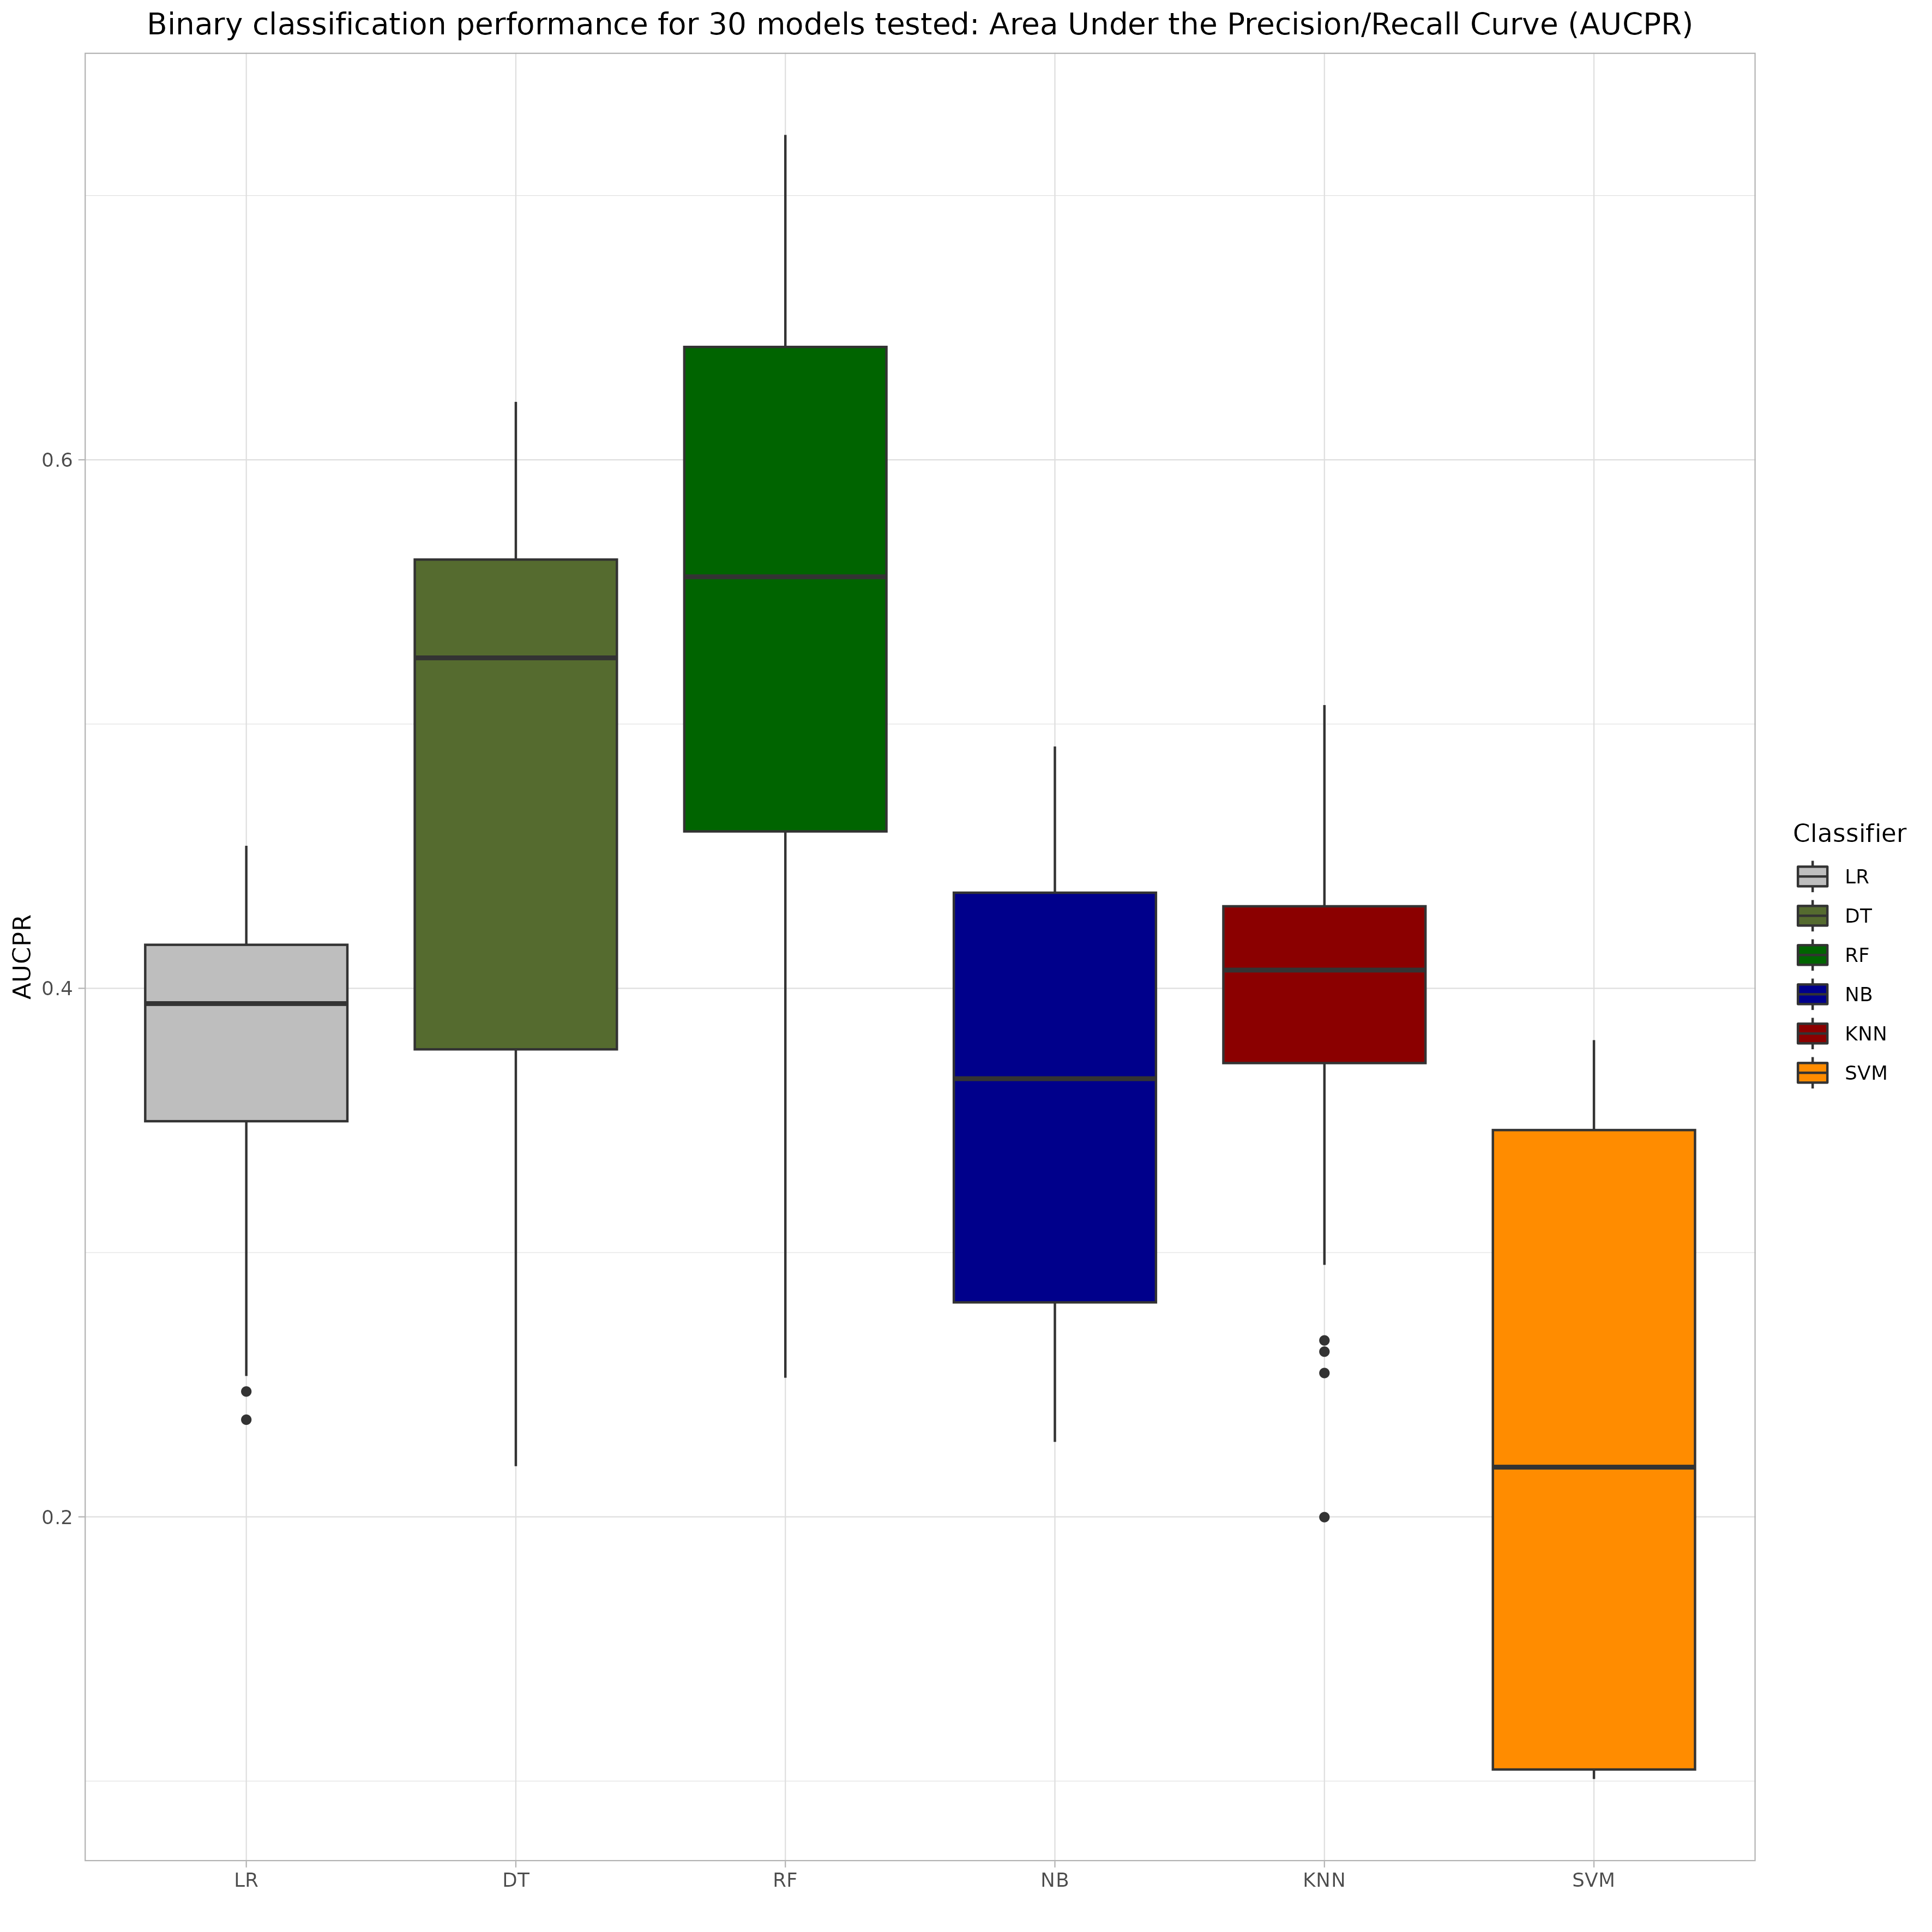 Binary classification performance for 30 models tested: Area Under the Precision/Recall Curve (AUCPR)
AUCPR
0.6
0.4
0.2
LR DT RF NB KNN SVM
Classifier
LR
DT
RF
NB
KNN
SVM